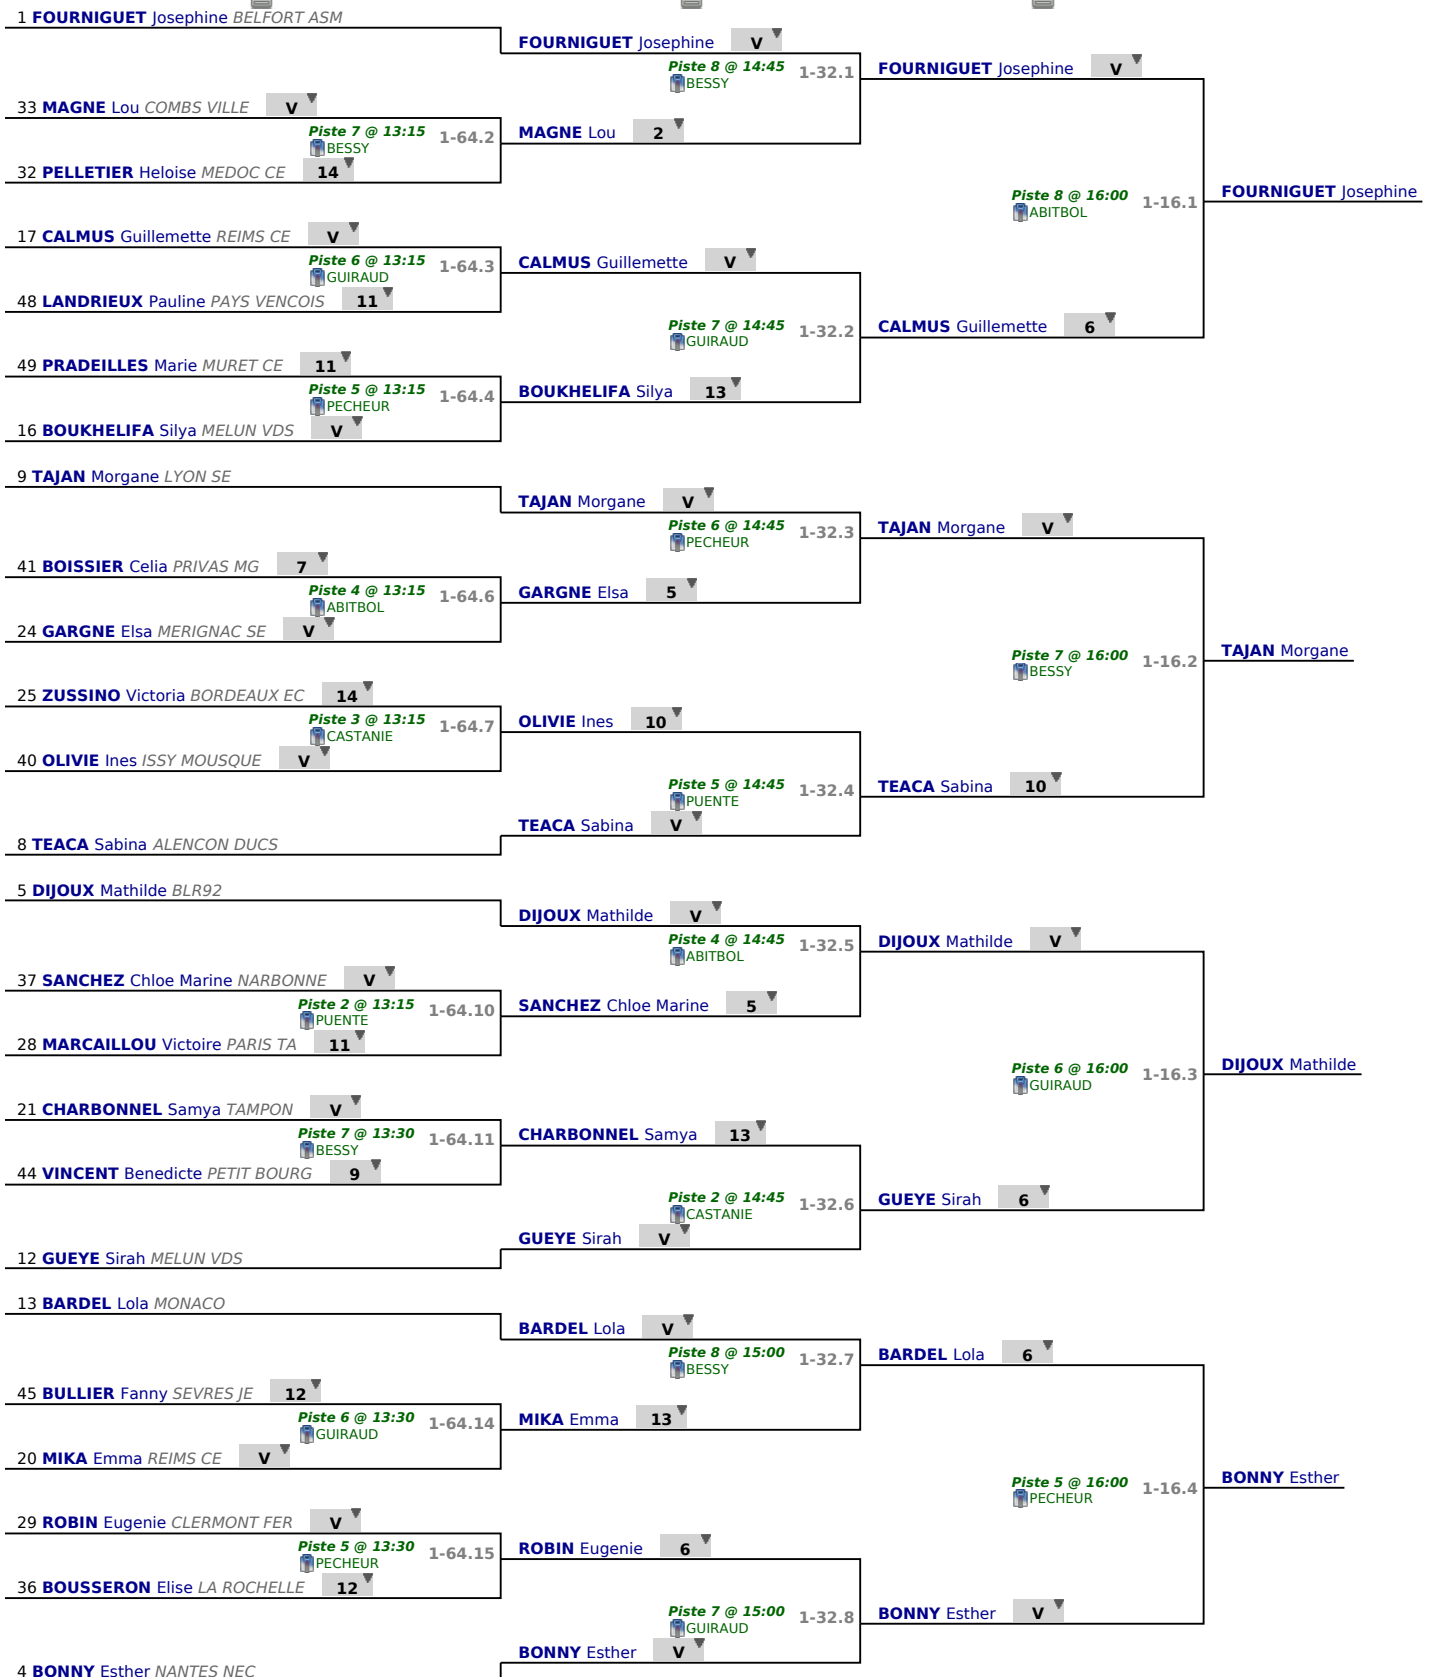 1 FOURNIGUET Josephine BELFORT ASM
FOURNIGUET Josephine V
Piste 8 @ 14:45 1-32.1
BESSY
FOURNIGUET Josephine V
33 MAGNE Lou COMBS VILLE V
Piste 7 @ 13:15 1-64.2
BESSY
MAGNE Lou 2
32 PELLETIER Heloise MEDOC CE 14
Piste 8 @ 16:00 1-16.1
ABITBOL
FOURNIGUET Josephine
17 CALMUS Guillemette REIMS CE V
Piste 6 @ 13:15 1-64.3
GUIRAUD
CALMUS Guillemette V
48 LANDRIEUX Pauline PAYS VENCOIS 11
Piste 7 @ 14:45 1-32.2
GUIRAUD
CALMUS Guillemette 6
49 PRADEILLES Marie MURET CE 11
Piste 5 @ 13:15 1-64.4
PECHEUR
BOUKHELIFA Silya 13
16 BOUKHELIFA Silya MELUN VDS V
9 TAJAN Morgane LYON SE
TAJAN Morgane V
Piste 6 @ 14:45 1-32.3
PECHEUR
TAJAN Morgane V
41 BOISSIER Celia PRIVAS MG 7
Piste 4 @ 13:15 1-64.6
ABITBOL
GARGNE Elsa 5
24 GARGNE Elsa MERIGNAC SE V
Piste 7 @ 16:00 1-16.2
BESSY
TAJAN Morgane
25 ZUSSINO Victoria BORDEAUX EC 14
Piste 3 @ 13:15 1-64.7
CASTANIE
OLIVIE Ines 10
40 OLIVIE Ines ISSY MOUSQUE V
Piste 5 @ 14:45 1-32.4
PUENTE
TEACA Sabina 10
TEACA Sabina V
8 TEACA Sabina ALENCON DUCS
5 DIJOUX Mathilde BLR92
DIJOUX Mathilde V
Piste 4 @ 14:45 1-32.5
ABITBOL
DIJOUX Mathilde V
37 SANCHEZ Chloe Marine NARBONNE V
Piste 2 @ 13:15 1-64.10
PUENTE
SANCHEZ Chloe Marine 5
28 MARCAILLOU Victoire PARIS TA 11
Piste 6 @ 16:00 1-16.3
GUIRAUD
DIJOUX Mathilde
21 CHARBONNEL Samya TAMPON V
Piste 7 @ 13:30 1-64.11
BESSY
CHARBONNEL Samya 13
44 VINCENT Benedicte PETIT BOURG 9
Piste 2 @ 14:45 1-32.6
CASTANIE
GUEYE Sirah 6
GUEYE Sirah V
12 GUEYE Sirah MELUN VDS
13 BARDEL Lola MONACO
BARDEL Lola V
Piste 8 @ 15:00 1-32.7
BESSY
BARDEL Lola 6
45 BULLIER Fanny SEVRES JE 12
Piste 6 @ 13:30 1-64.14
GUIRAUD
MIKA Emma 13
20 MIKA Emma REIMS CE V
Piste 5 @ 16:00 1-16.4
PECHEUR
BONNY Esther
29 ROBIN Eugenie CLERMONT FER V
Piste 5 @ 13:30 1-64.15
PECHEUR
ROBIN Eugenie 6
36 BOUSSERON Elise LA ROCHELLE 12
Piste 7 @ 15:00 1-32.8
GUIRAUD
BONNY Esther V
BONNY Esther V
4 BONNY Esther NANTES NEC